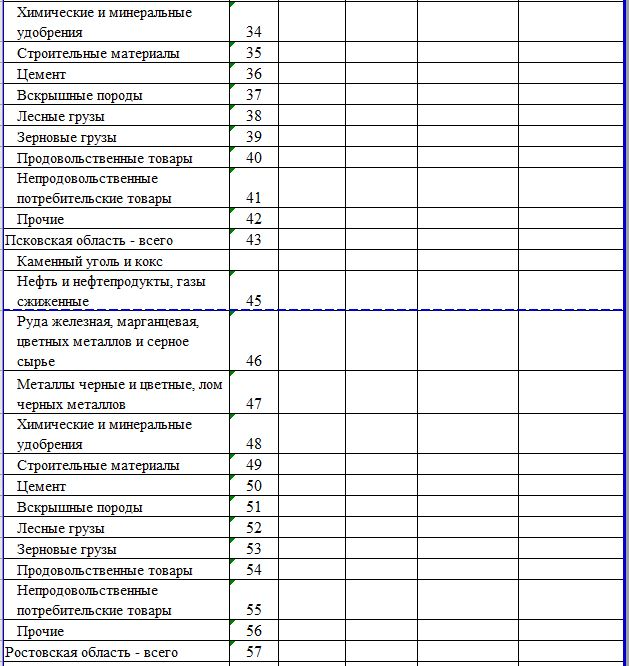 Химические и минеральные
удобрения 34
Строительные материалы 35
Цемент 36
Вскрышные породы 37
Лесные грузы 38
Зерновые грузы 39
Продовольственные товары 40
Непродовольственные
потребительские товары 41
Прочие 42
Псковская область - всего 43
Каменный уголь и кокс
Нефть и нефтепродукты, газы
сжиженные 45
Руда железная, марганцевая,
цветных металлов и серное
сырье 46
Металлы черные и цветные, лом
черных металлов 47
Химические и минеральные
удобрения 48
Строительные материалы 49
Цемент 50
Вскрышные породы 51
Лесные грузы 52
Зерновые грузы 53
Продовольственные товары 54
Непродовольственные
потребительские товары 55
Прочие 56
Ростовская область - всего 57